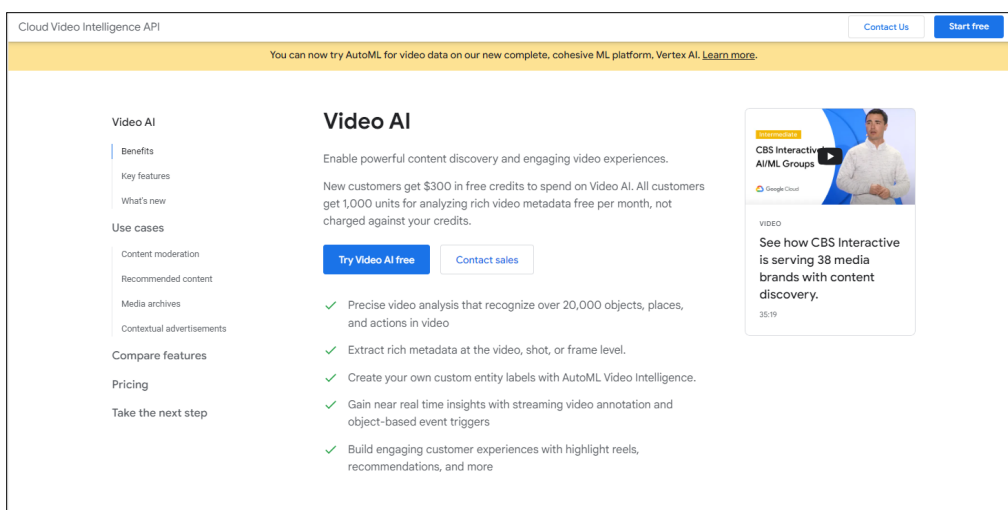 Cloud Video Intelligence API
Contact Us
Start free
You can now try AutoML for video data on our new complete, cohesive ML platform, Vertex AI. Learn more.
Video AI
Benefits
Key features
What's new
Use cases
Content moderation
Recommended content
Media archives
Contextual advertisements
Compare features
Pricing
Take the next step
Video AI
Enable powerful content discovery and engaging video experiences.
New customers get $300 in free credits to spend on Video AI. All customers
get 1,000 units for analyzing rich video metadata free per month, not
charged against your credits.
Try Video AI free
Contact sales
Precise video analysis that recognize over 20,000 objects, places,
and actions in video
Extract rich metadata at the video, shot, or frame level.
Create your own custom entity labels with AutoML Video Intelligence.
Gain near real time insights with streaming video annotation and
object-based event triggers
Build engaging customer experiences with highlight reels,
recommendations, and more
Intermediate
CBS Interactive
AI/ML Groups
Google Cloud
VIDEO
See how CBS Interactive
is serving 38 media
brands with content
discovery.
35:19